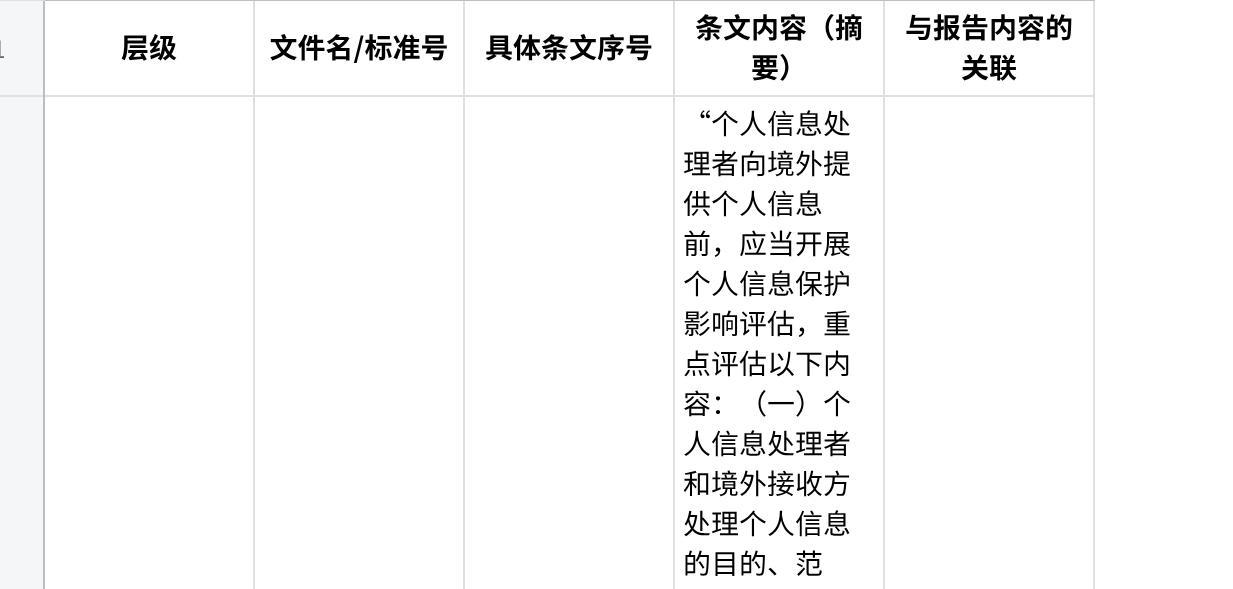 1
层级
文件名/标准号
具体条文序号
条文内容（摘
要）
与报告内容的
关联
“个人信息处
理者向境外提
供个人信息
前，应当开展
个人信息保护
影响评估，重
点评估以下内
容：（一）个
人信息处理者
和境外接收方
处理个人信息
的目的、范